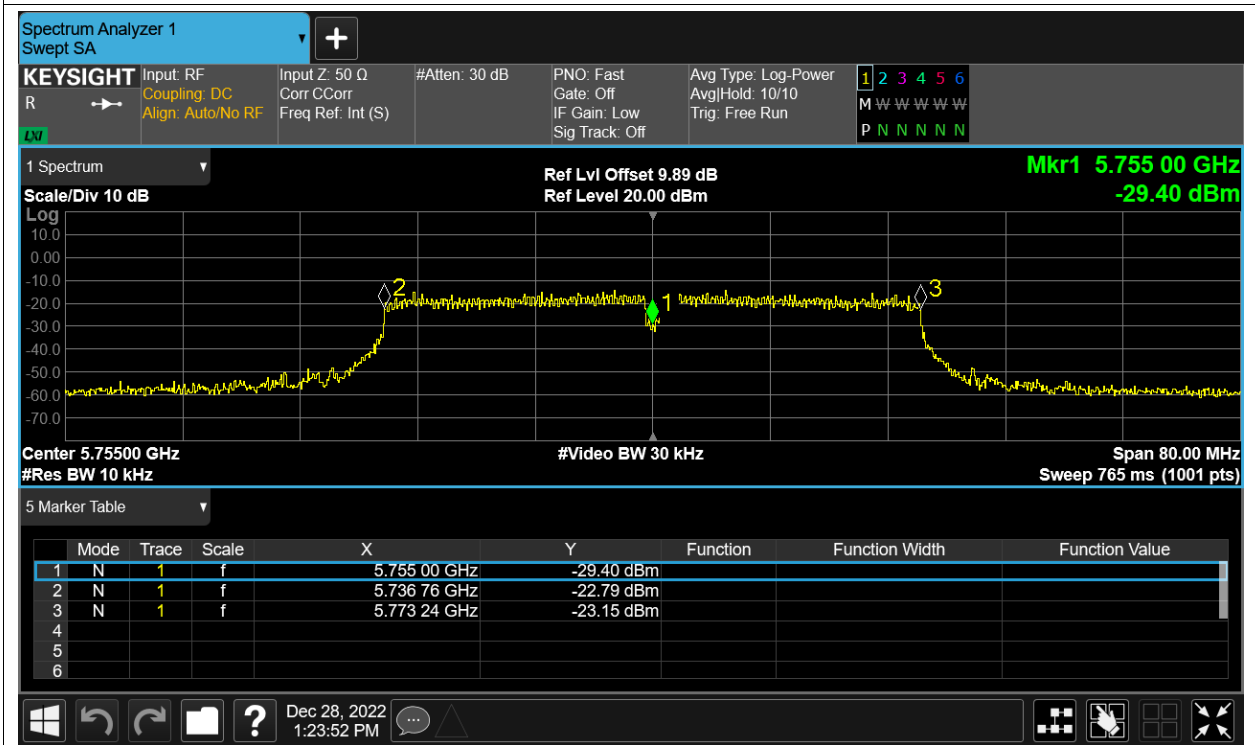 Spectrum Analyzer 1
Swept SA
+
KEYSIGHT Input: RF Input Z: 50 Ω #Atten: 30 dB PNO: Fast Avg Type: Log-Power 1 2 3 4 5 6
R Coupling: DC Corr CCorr Gate: Off Avg|Hold: 10/10 M W W W W W W
Align: Auto/No RF Freq Ref: Int (S) IF Gain: Low Trig: Free Run
LXI Sig Track: Off P N N N N N N
1 Spectrum Ref Lvl Offset 9.89 dB Mkr1 5.755 00 GHz
Scale/Div 10 dB Ref Level 20.00 dBm -29.40 dBm
Log
10.0
0.00
-10.0
2 3
-20.0
1
-30.0
-40.0
-50.0
-60.0
-70.0
Center 5.75500 GHz #Video BW 30 kHz Span 80.00 MHz
#Res BW 10 kHz Sweep 765 ms (1001 pts)
5 Marker Table
Mode Trace Scale X Y Function Function Width Function Value
1 N 1 f 5.755 00 GHz -29.40 dBm
2 N 1 f 5.736 76 GHz -22.79 dBm
3 N 1 f 5.773 24 GHz -23.15 dBm
4
5
6
? Dec 28, 2022
1:23:52 PM